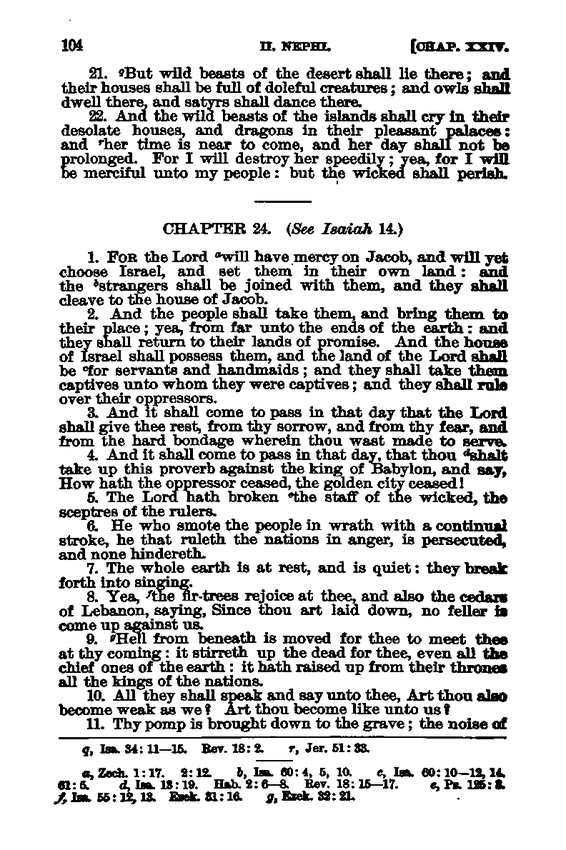 104 II. NEPHI. [CHAP. XXIV.
21. qBut wild beasts of the desert shall lie there; and
their houses shall be full of doleful creatures; and owls shall
dwell there, and satyrs shall dance there.
22. And the wild beasts of the islands shall cry in their
desolate houses, and dragons in their pleasant palaces:
and rher time is near to come, and her day shall not be
prolonged. For I will destroy her speedily; yea, for I will
be merciful unto my people: but the wicked shall perish.
CHAPTER 24. (See Isaiah 14.)
1. FOR the Lord awill have mercy on Jacob, and will yet
choose Israel, and set them in their own land: and
the bstrangers shall be joined with them, and they shall
cleave to the house of Jacob.
2. And the people shall take them, and bring them to
their place; yea, from far unto the ends of the earth: and
they shall return to their lands of promise. And the house
of Israel shall possess them, and the land of the Lord shall
be cfor servants and handmaids; and they shall take them
captives unto whom they were captives; and they shall rule
over their oppressors.
3. And it shall come to pass in that day that the Lord
shall give thee rest, from thy sorrow, and from thy fear, and
from the hard bondage wherein thou wast made to serve.
4. And it shall come to pass in that day, that thou dshalt
take up this proverb against the king of Babylon, and say,
How hath the oppressor ceased, the golden city ceased!
5. The Lord hath broken ethe staff of the wicked, the
sceptres of the rulers.
6. He who smote the people in wrath with a continual
stroke, he that ruleth the nations in anger, is persecuted,
and none hindereth.
7. The whole earth is at rest, and is quiet: they break
forth into singing.
8. Yea, fthe fir-trees rejoice at thee, and also the cedars
of Lebanon, saying, Since thou art laid down, no feller is
come up against us.
9. gHell from beneath is moved for thee to meet thee
at thy coming: it stirreth up the dead for thee, even all the
chief ones of the earth: it hath raised up from their thrones
all the kings of the nations.
10. All they shall speak and say unto thee, Art thou also
become weak as we? Art thou become like unto us?
11. Thy pomp is brought down to the grave; the noise of
q, Isa. 34:11—15. Rev. 18:2. r, Jer. 51:33.
a, Zech. 1:17. 2:12. b, Isa. 60:4, 5, 10. c, Isa. 60:10—12, 14.
61:5. d, Isa. 13:19. Hab. 2:6—8. Rev. 18:15—17. e, Ps. 125:3.
f, Isa. 55:12, 13. Ezek. 31:16. g, Ezek. 32:21.